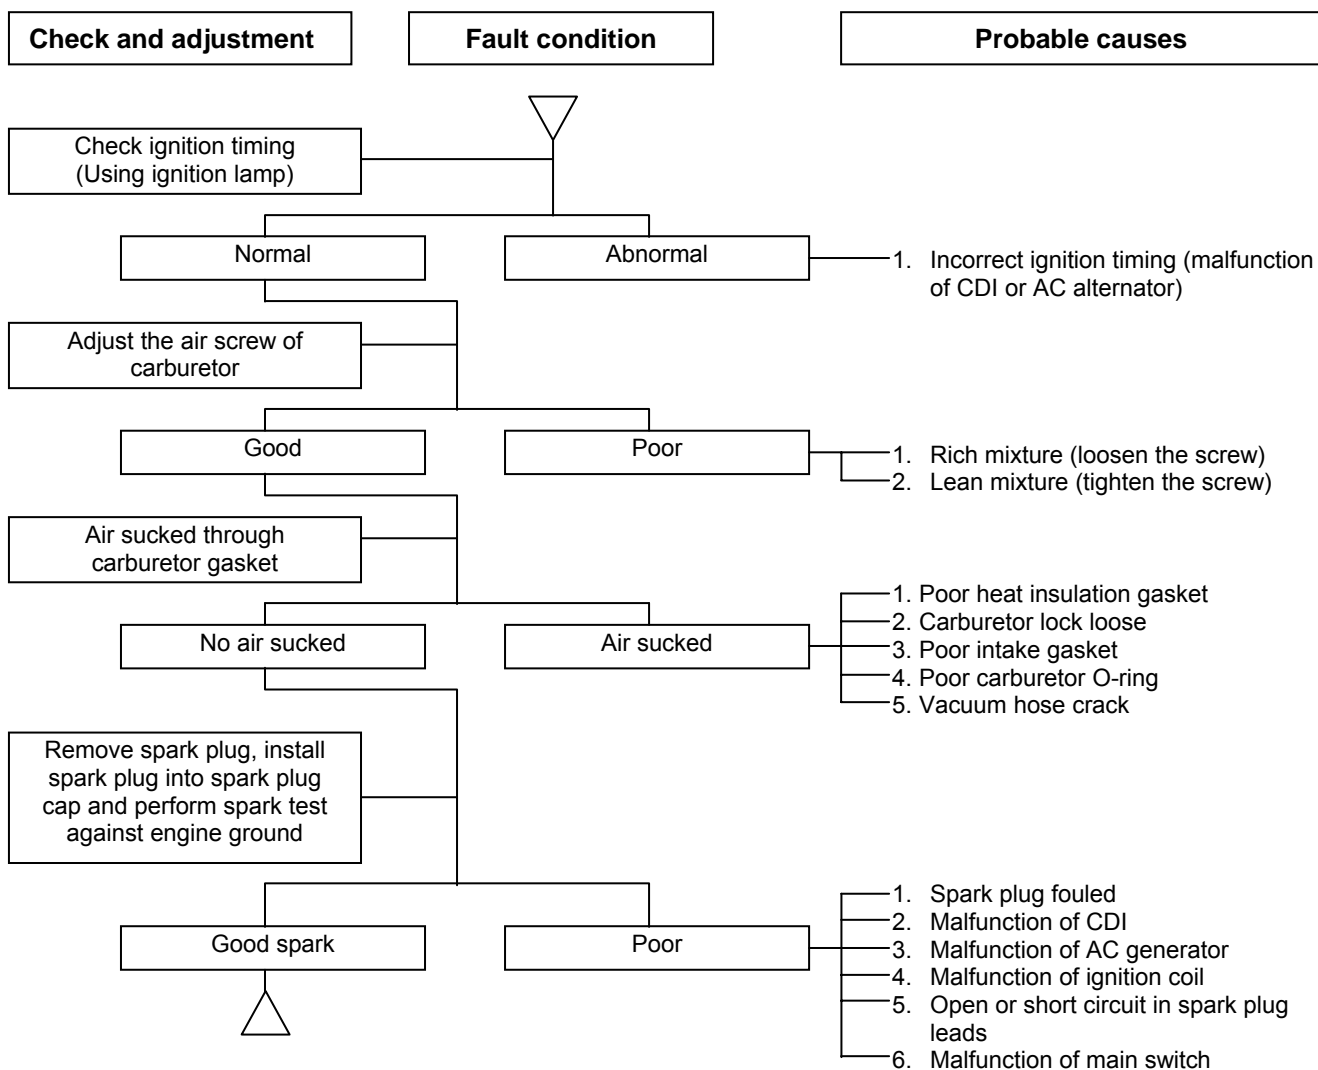 Check and adjustment
Fault condition
Probable causes
Check ignition timing
(Using ignition lamp)
Normal
Abnormal
1. Incorrect ignition timing (malfunction
of CDI or AC alternator)
Adjust the air screw of
carburetor
Good
Poor
1. Rich mixture (loosen the screw)
2. Lean mixture (tighten the screw)
Air sucked through
carburetor gasket
No air sucked
Air sucked
1. Poor heat insulation gasket
2. Carburetor lock loose
3. Poor intake gasket
4. Poor carburetor O-ring
5. Vacuum hose crack
Remove spark plug, install
spark plug into spark plug
cap and perform spark test
against engine ground
Good spark
Poor
1. Spark plug fouled
2. Malfunction of CDI
3. Malfunction of AC generator
4. Malfunction of ignition coil
5. Open or short circuit in spark plug
leads
6. Malfunction of main switch